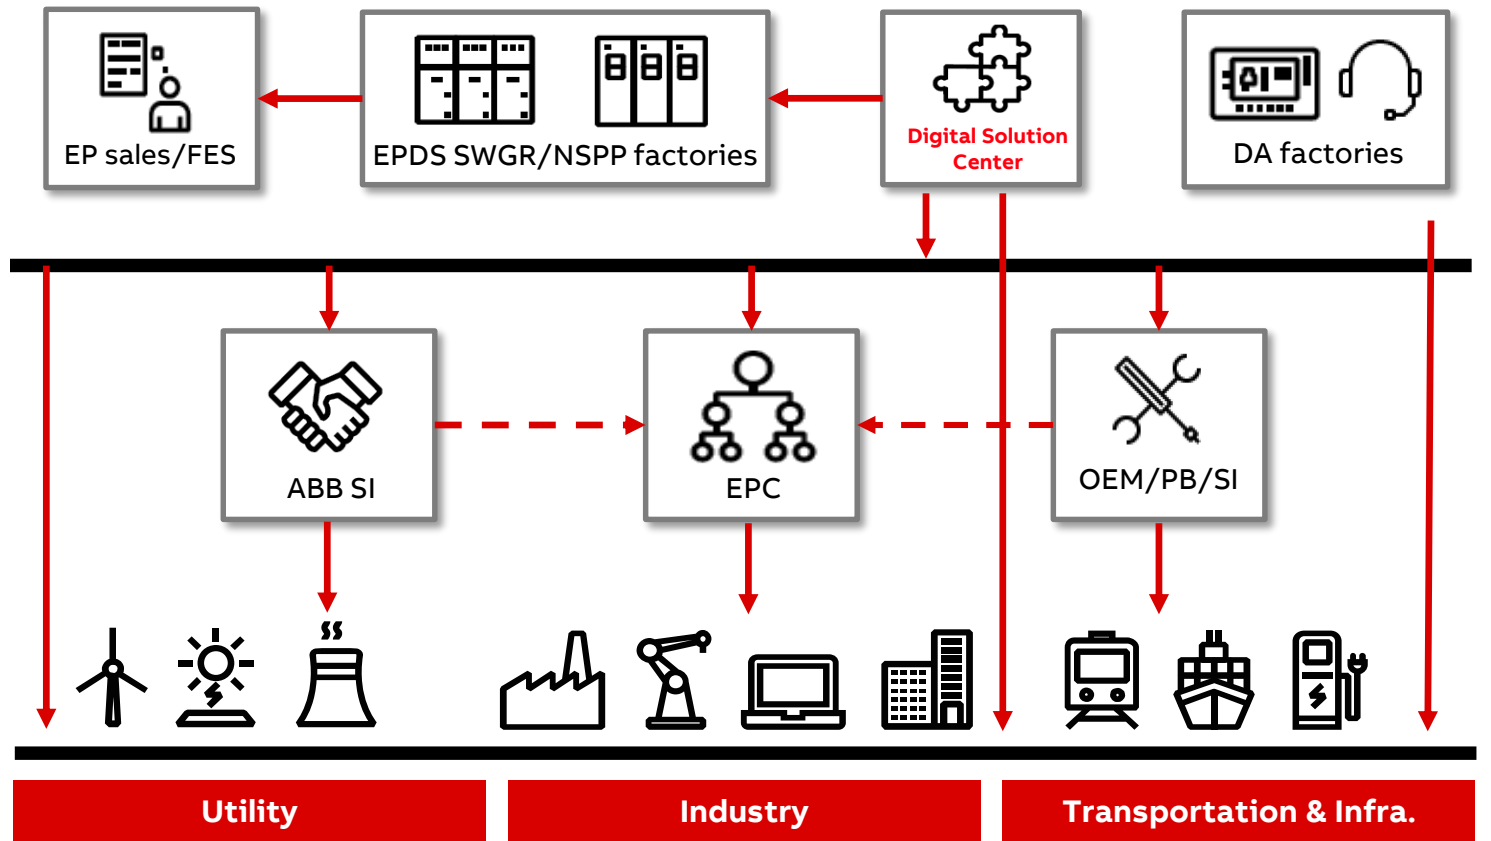 EP sales/FES
EPDS SWGR/NSPP factories
Digital Solution
Center
DA factories
ABB SI
EPC
OEM/PB/SI
Utility
Industry
Transportation & Infra.